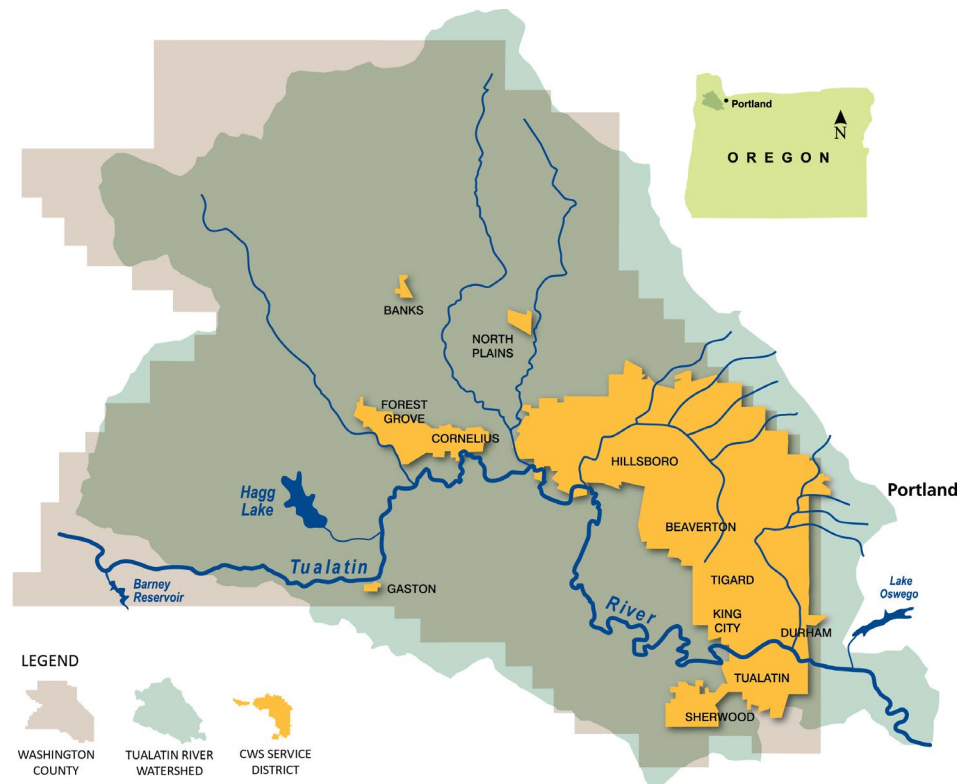 Portland
N
OREGON
BANKS
NORTH
PLAINS
FOREST
GROVE
CORNELIUS
HILLSBORO
Hagg
Lake
Portland
BEAVERTON
Tualatin
TIGARD
Barney
Reservoir
GASTON
Lake
Oswego
River
KING
CITY
DURHAM
TUALATIN
SHERWOOD
LEGEND
WASHINGTON
COUNTY
TUALATIN RIVER
WATERSHED
CWS SERVICE
DISTRICT